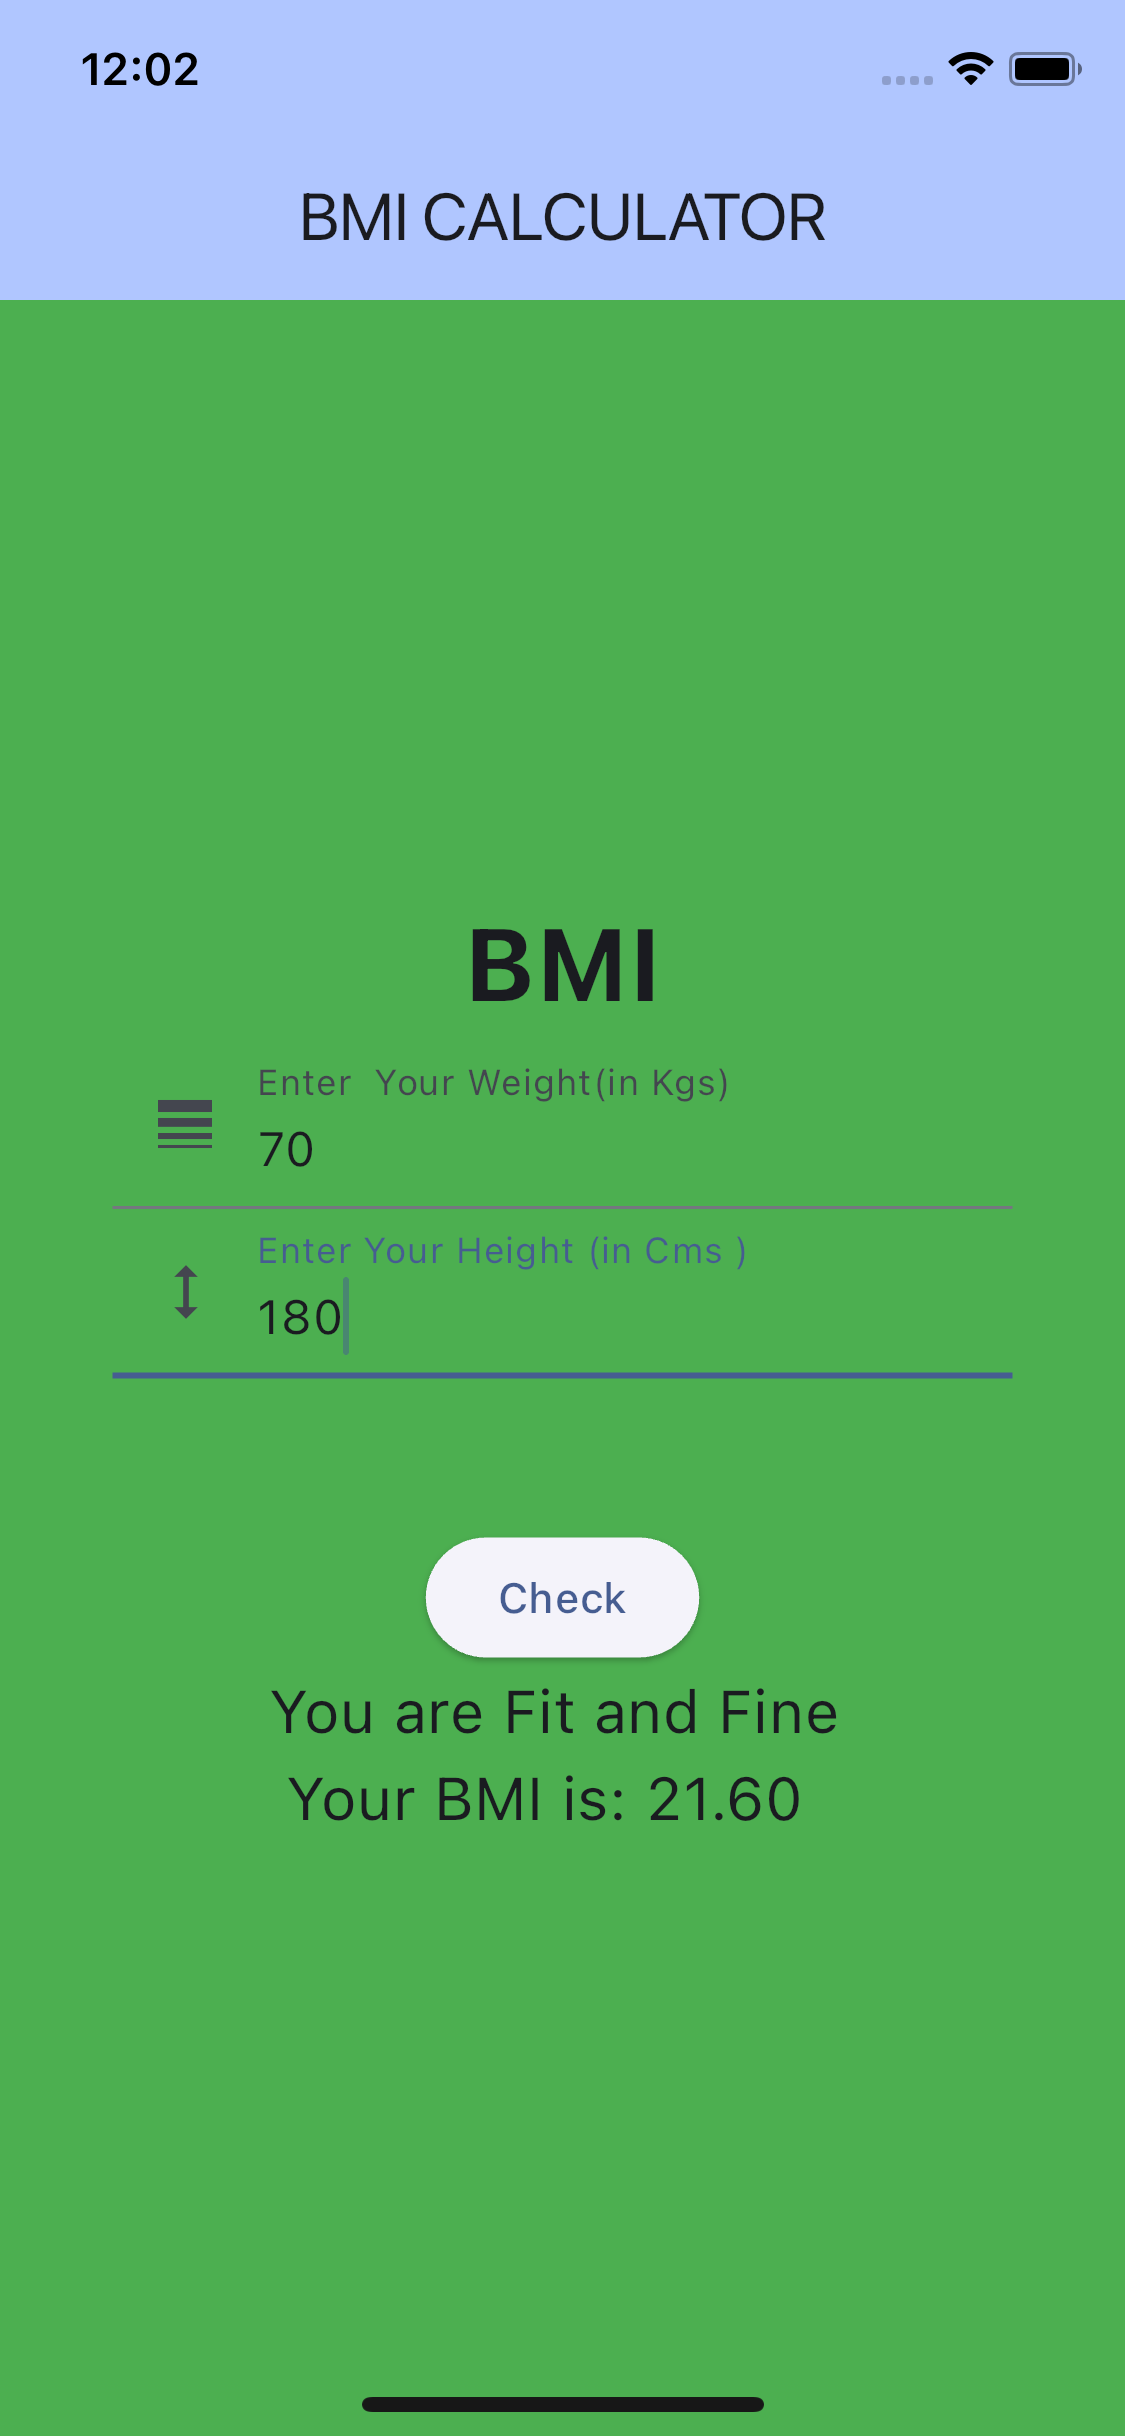 12:02
BMI CALCULATOR
BMI
Enter  Your Weight(in Kgs)
70
Enter Your Height (in Cms )
180
Check
You are Fit and Fine
Your BMI is: 21.60